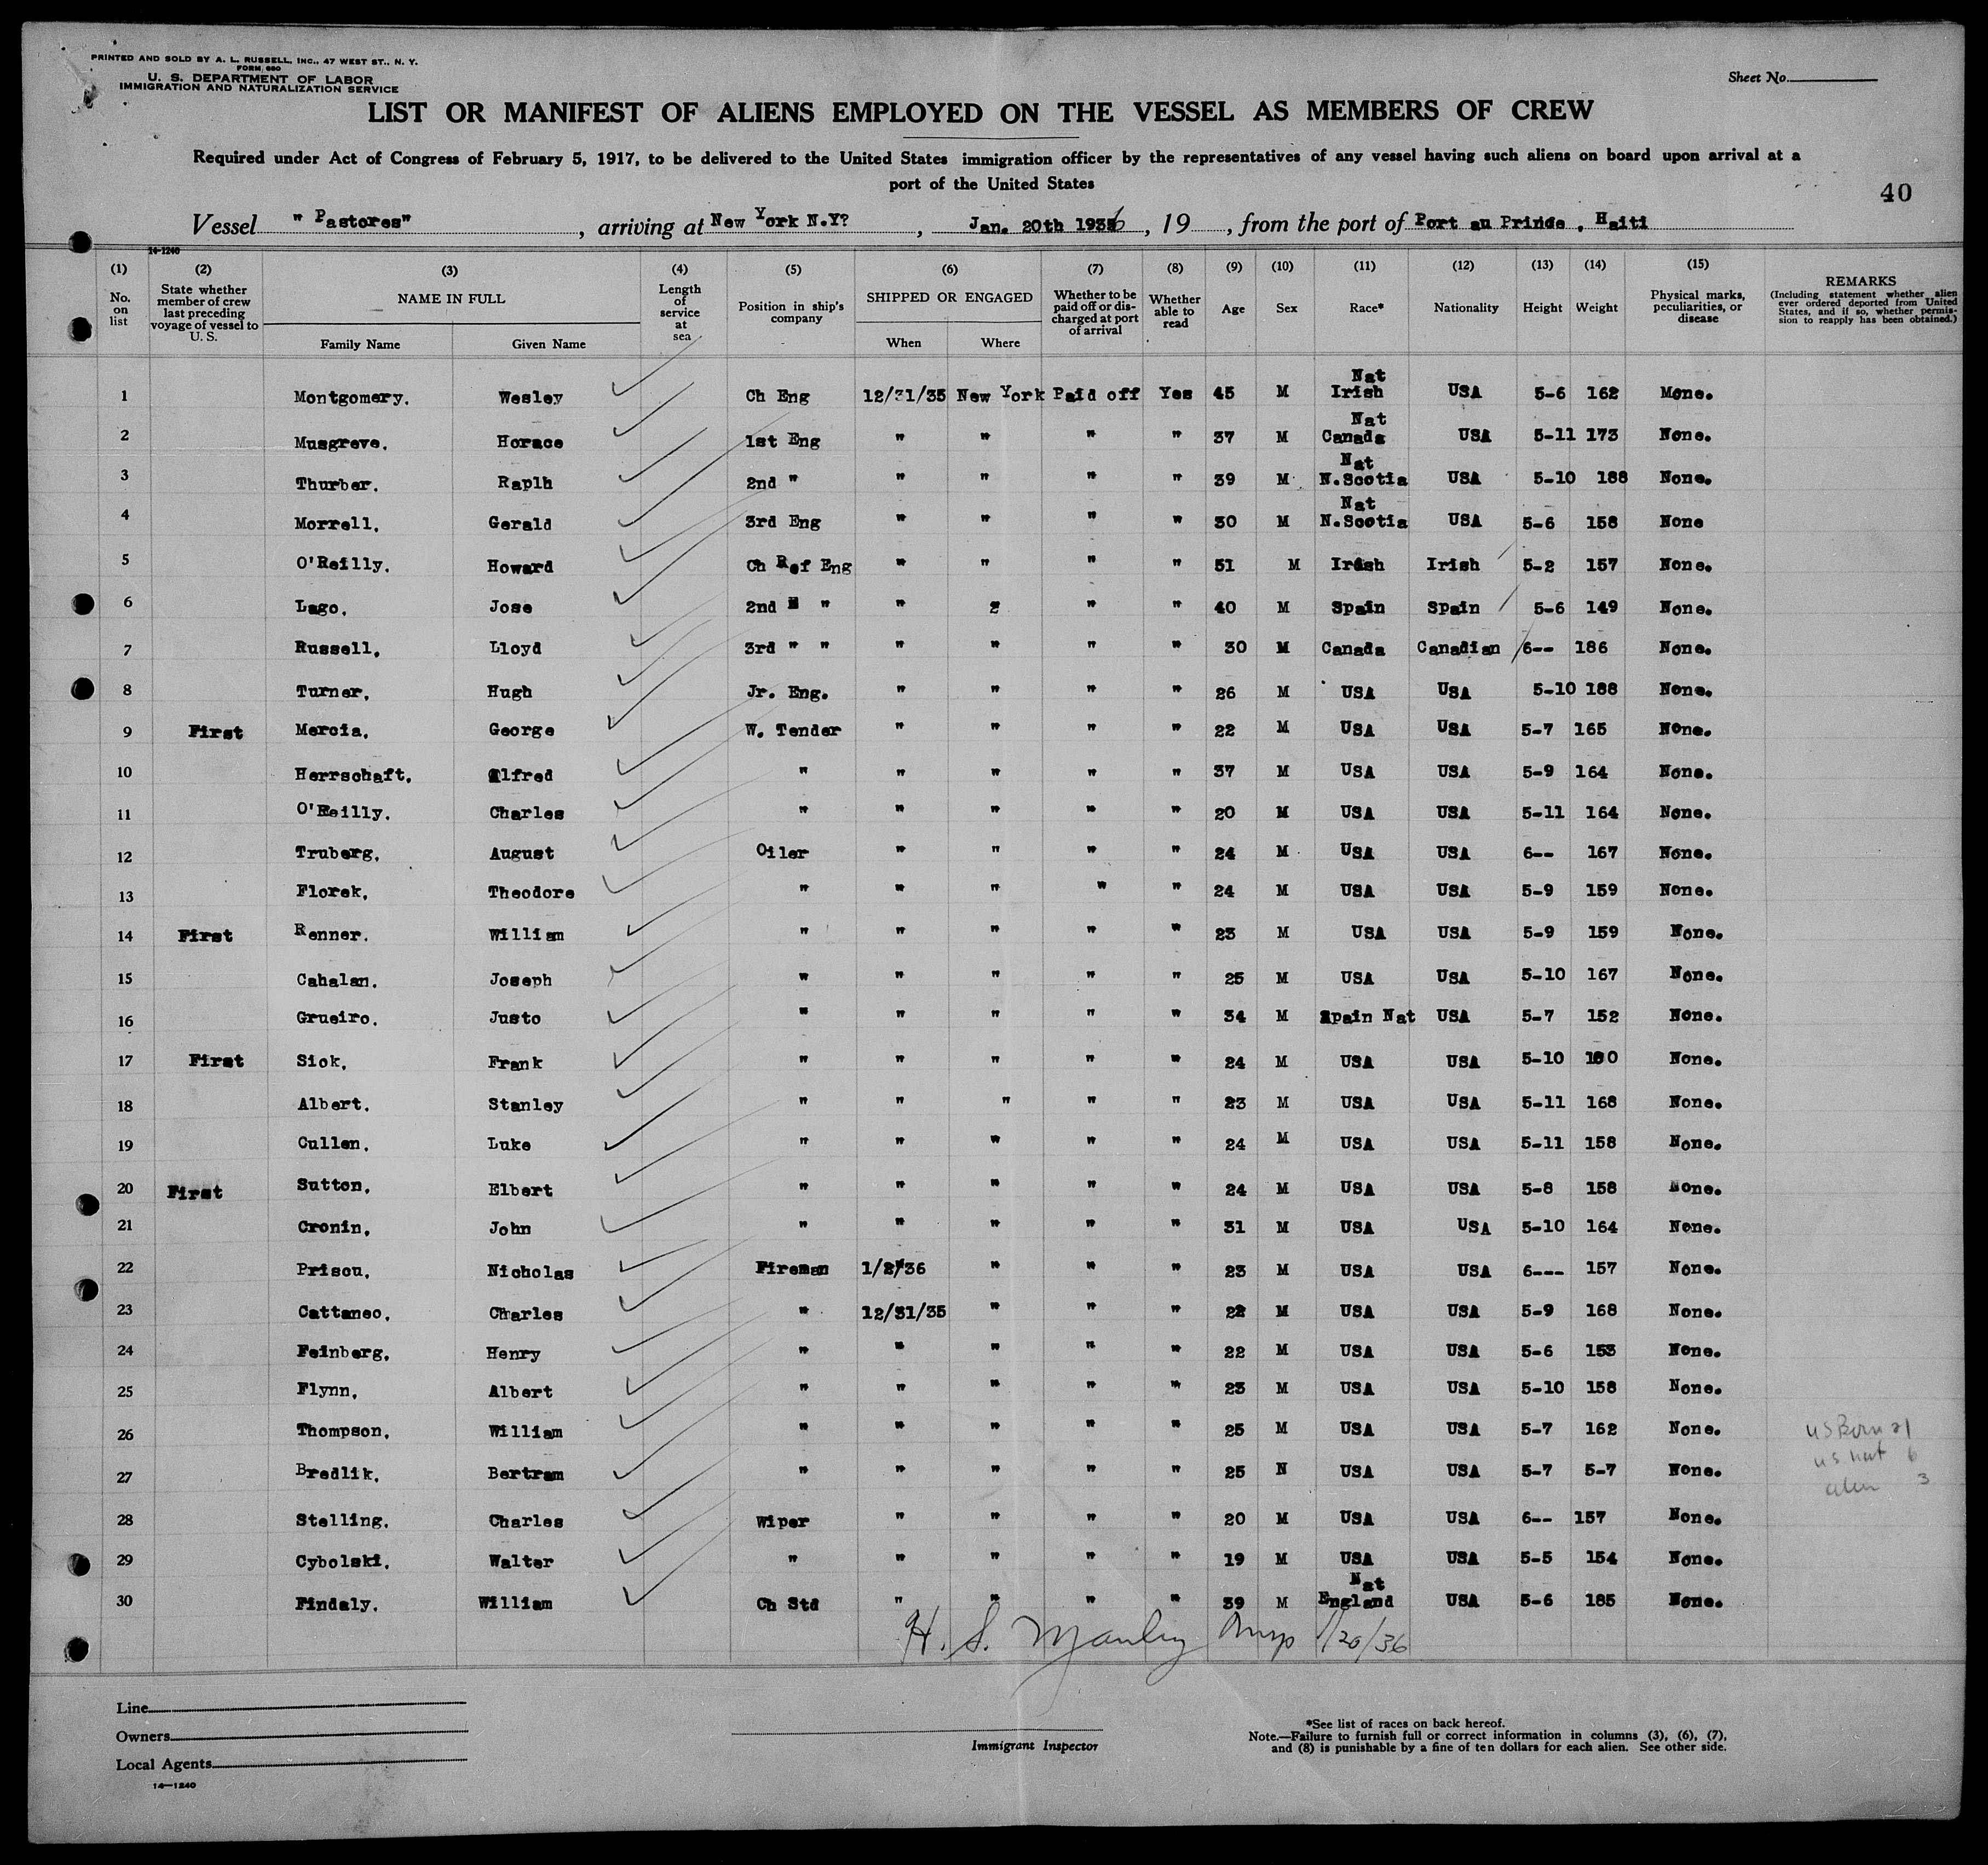 PRINTED AND SOLD BY A. L. RUSSELL, INC., 47 WEST ST., N. Y.
FORM 680
U. S. DEPARTMENT OF LABOR
IMMIGRATION AND NATURALIZATION SERVICE
Sheet No.
LIST OR MANIFEST OF ALIENS EMPLOYED ON THE VESSEL AS MEMBERS OF CREW
Required under Act of Congress of February 5, 1917, to be delivered to the United States immigration officer by the representatives of any vessel having such aliens on board upon arrival at a
port of the United States
40
Vessel " Pastores" , arriving at New York N.Y? , Jan. 20th 1936 , 19 , from the port of Port au Prince , Haiti
14-1240
(1) No. on list (2) State whether member of crew last preceding voyage of vessel to U. S. (3) NAME IN FULL Family Name Given Name (4) Length of service at sea (5) Position in ship's company (6) SHIPPED OR ENGAGED When Where (7) Whether to be paid off or discharged at port of arrival (8) Whether able to read (9) Age (10) Sex (11) Race* (12) Nationality (13) Height (14) Weight (15) Physical marks, peculiarities, or disease REMARKS (Including statement whether alien ever ordered deported from United States, and if so, whether permission to reapply has been obtained.)
1 Montgomery. Wesley Ch Eng 12/31/35 New York Paid off Yes 45 M Nat Irish USA 5-6 162 Mone.
2 Musgreve. Horace 1st Eng " " " " 37 M Nat Canada USA 5-11 173 None.
3 Thurber. Raplh 2nd " " " " " 39 M Nat N.Scotia USA 5-10 188 None.
4 Morrell. Gerald 3rd Eng " " " " 30 M Nat N.Scotia USA 5-6 158 None
5 O'Reilly. Howard Ch Ref Eng " " " " 51 M Irish Irish 5-2 157 None.
6 Lago. Jose 2nd " " " 2 " " 40 M Spain Spain 5-6 149 None.
7 Russell. Lloyd 3rd " " " " " " 30 M Canada Canadian 6-- 186 None.
8 Turner. Hugh Jr. Eng. " " " " 26 M USA USA 5-10 188 None.
9 First Mercia. George W. Tender " " " " 22 M USA USA 5-7 165 None.
10 Herrschaft. Alfred " " " " " 37 M USA USA 5-9 164 None.
11 O'Reilly. Charles " " " " " 20 M USA USA 5-11 164 None.
12 Truberg. August Oiler " " " " 24 M USA USA 6-- 167 None.
13 Florek. Theodore " " " " " 24 M USA USA 5-9 159 None.
14 First Renner. William " " " " " 23 M USA USA 5-9 159 None.
15 Cahalan. Joseph " " " " " 25 M USA USA 5-10 167 None.
16 Grueiro. Justo " " " " " 34 M Spain Nat USA 5-7 152 None.
17 First Sick. Frank " " " " " 24 M USA USA 5-10 None.
18 Albert. Stanley " " " " " 23 M USA USA 5-11 168 None.
19 Cullen. Luke " " " " " 24 M USA USA 5-11 158 None.
20 First Sutton. Elbert " " " " " 24 M USA USA 5-8 158 None.
21 Cronin. John " " " " " 31 M USA USA 5-10 164 None.
22 Prisou. Nicholas Fireman 1/2/36 " " " 23 M USA USA 6--- 157 None.
23 Cattaneo. Charles " 12/31/35 " " " 22 M USA USA 5-9 168 None.
24 Feinberg. Henry " " " " " 22 M USA USA 5-6 153 None.
25 Flynn. Albert " " " " " 23 M USA USA 5-10 158 None.
26 Thompson. William " " " " " 25 M USA USA 5-7 162 None.
27 Bredlik. Bertram " " " " " 25 N USA USA 5-7 5-7 None.
28 Stelling. Charles Wiper " " " " 20 M USA USA 6-- 157 None.
29 Cybolski. Walter " " " " " 19 M USA USA 5-5 154 None.
30 Findaly. William Ch Std " " " " 39 M Nat England USA 5-6 185 None.
US Born 21
US nat 6
alien 3
H. S. Manley 1/20/36
Line
Owners
Local Agents
14-1240
Immigrant Inspector
*See list of races on back hereof.
Note.—Failure to furnish full or correct information in columns (3), (6), (7),
and (8) is punishable by a fine of ten dollars for each alien. See other side.